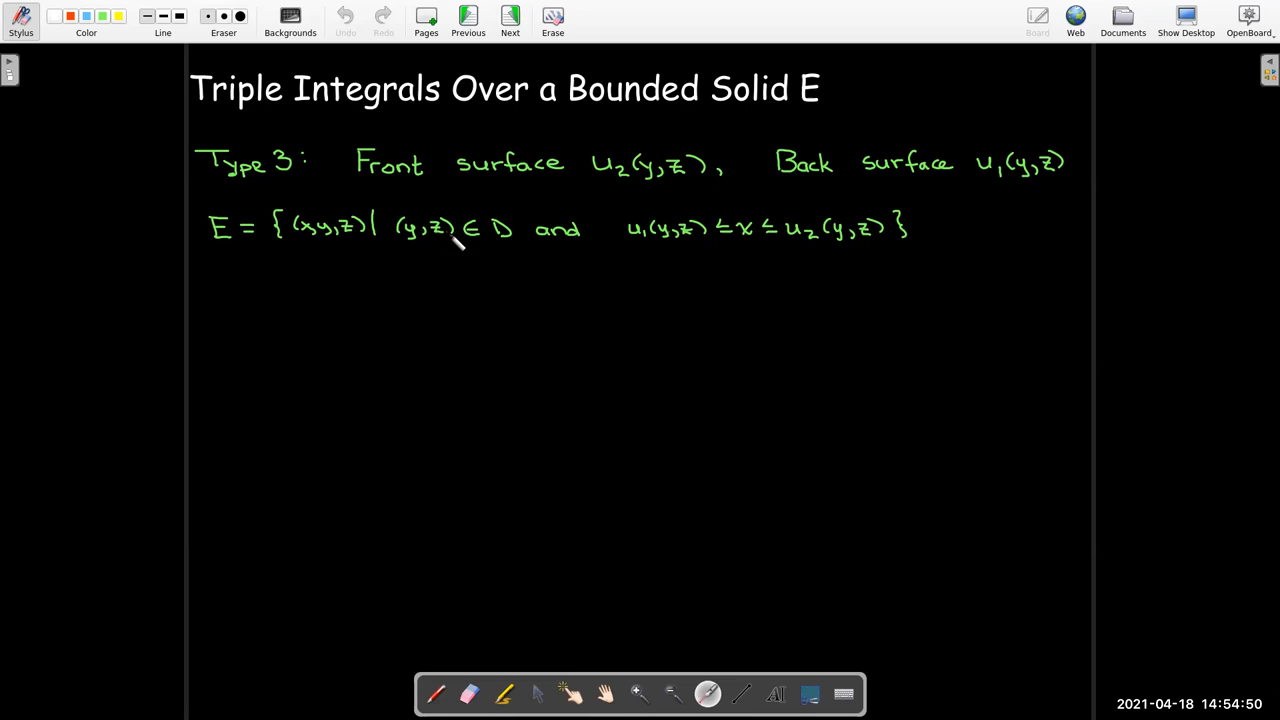 Stylus Color Line Eraser Backgrounds Undo Redo Pages Previous Next Erase Board Web Documents Show Desktop OpenBoard
Triple Integrals Over a Bounded Solid E
Type 3: Front surface u₂(y,z), Back surface u₁(y,z)
E = {(x,y,z)| (y,z) ∈ D and u₁(y,z) ≤ x ≤ u₂(y,z)}
AI
2021-04-18 14:54:50